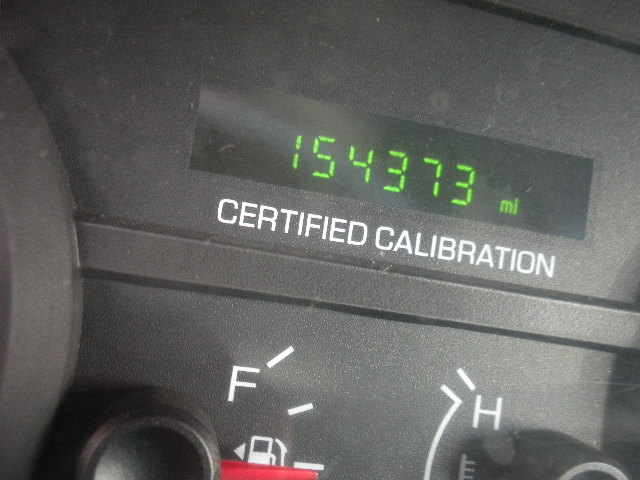 154373 mi
CERTIFIED CALIBRATION
F
H